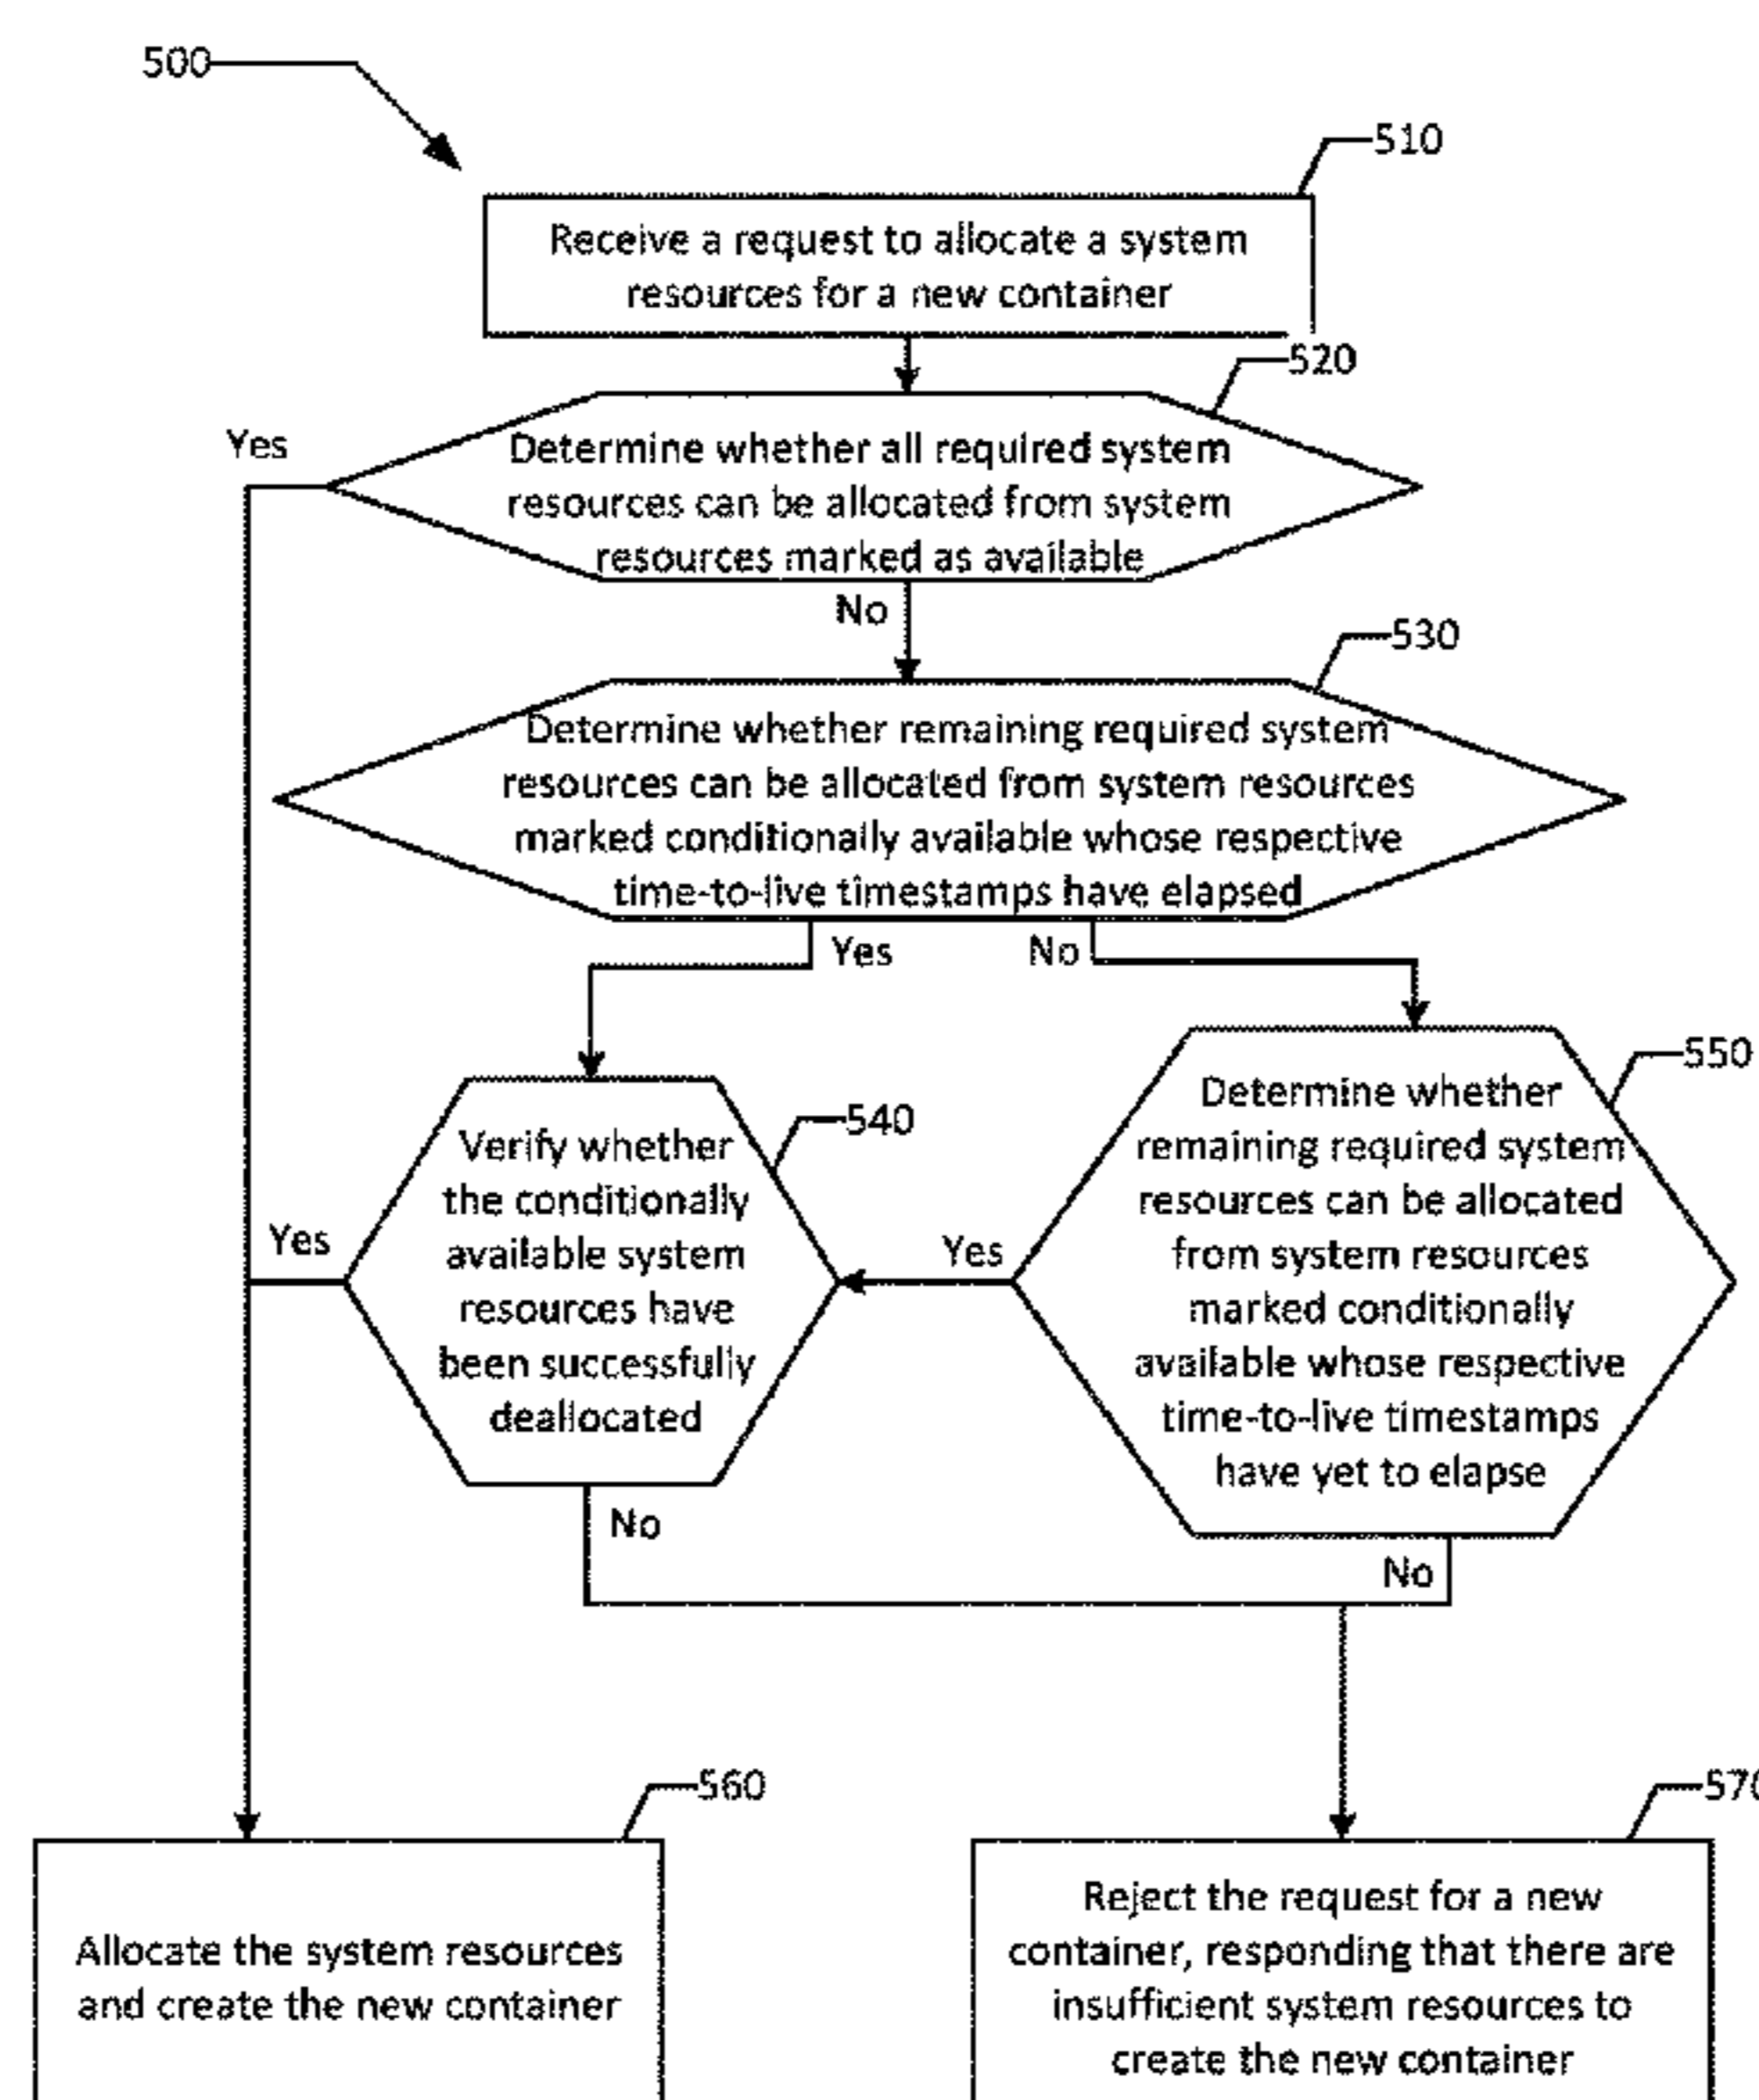 500
510
Receive a request to allocate a system
resources for a new container
520
Yes
Determine whether all required system
resources can be allocated from system
resources marked as available
No
530
Determine whether remaining required system
resources can be allocated from system resources
marked conditionally available whose respective
time-to-live timestamps have elapsed
Yes
No
540
Verify whether
the conditionally
available system
resources have
been successfully
deallocated
Yes
550
Determine whether
remaining required system
resources can be allocated
from system resources
marked conditionally
available whose respective
time-to-live timestamps
have yet to elapse
Yes
No
No
560
Allocate the system resources
and create the new container
570
Reject the request for a new
container, responding that there are
insufficient system resources to
create the new container